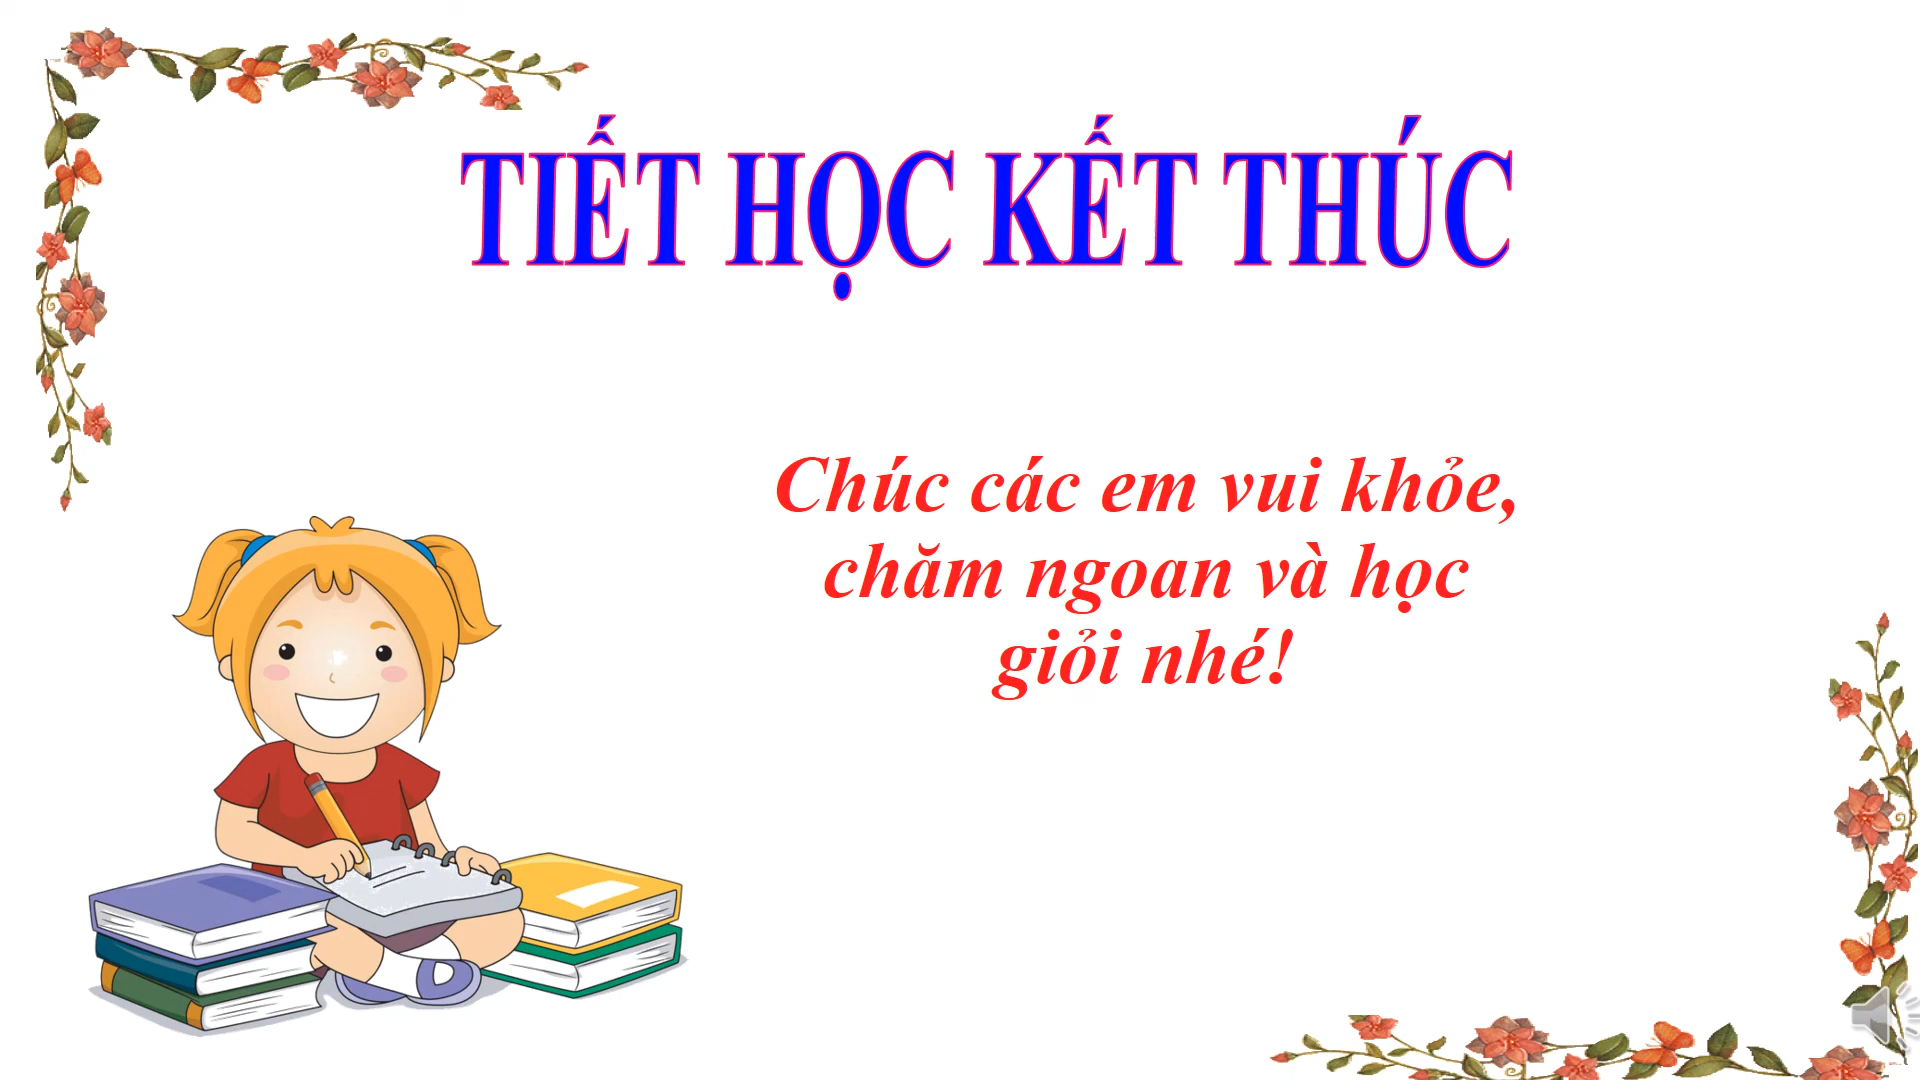 TIẾT HỌC KẾT THÚC
Chúc các em vui khỏe,
chăm ngoan và học
giỏi nhé!